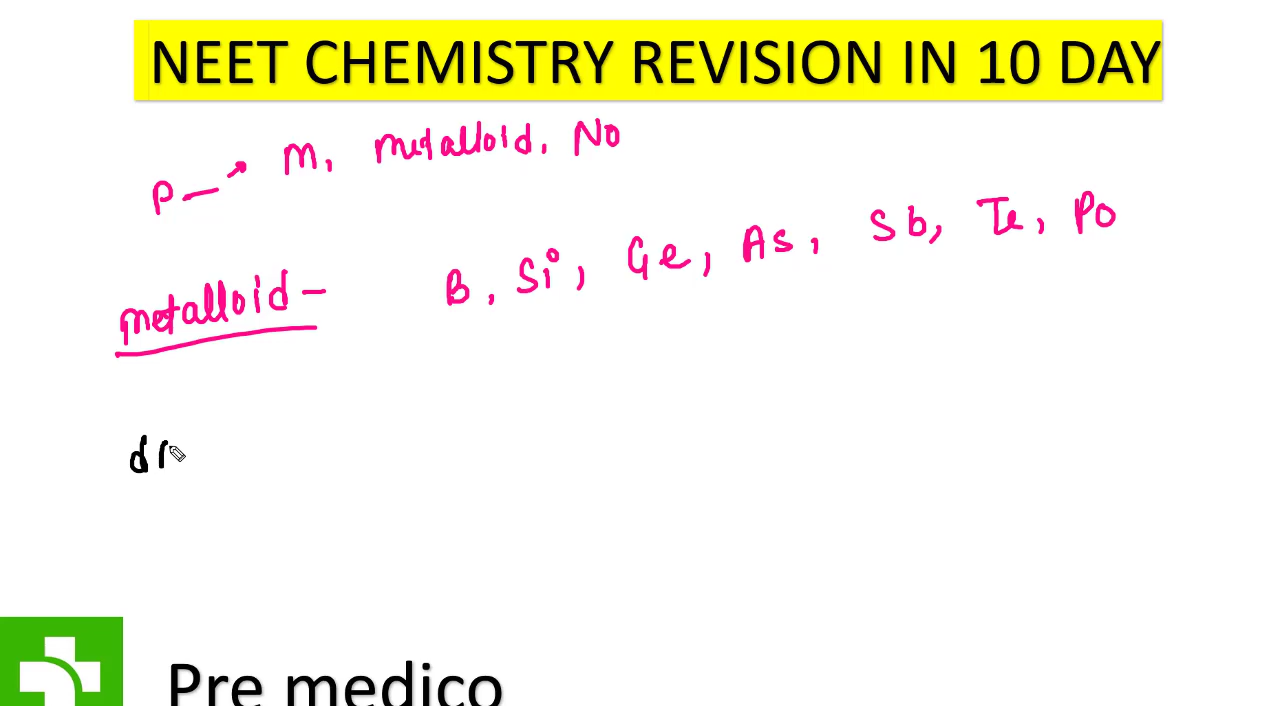 NEET CHEMISTRY REVISION IN 10 DAY
P → M, Metalloid, No
metalloid - B, Si, Ge, As, Sb, Te, Po
d
Pre medico